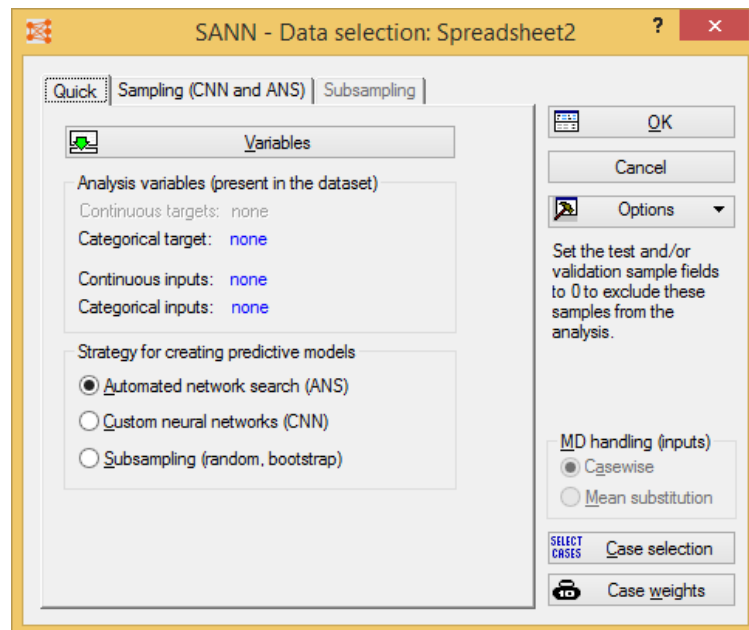 SANN - Data selection: Spreadsheet2
?
Quick
Sampling (CNN and ANS)
Subsampling
Variables
Analysis variables (present in the dataset)
Continuous targets: none
Categorical target: none
Continuous inputs: none
Categorical inputs: none
Strategy for creating predictive models
Automated network search (ANS)
Custom neural networks (CNN)
Subsampling (random, bootstrap)
OK
Cancel
Options
Set the test and/or
validation sample fields
to 0 to exclude these
samples from the
analysis.
MD handling (inputs)
Casewise
Mean substitution
SELECT
CASES
Case selection
10
Case weights